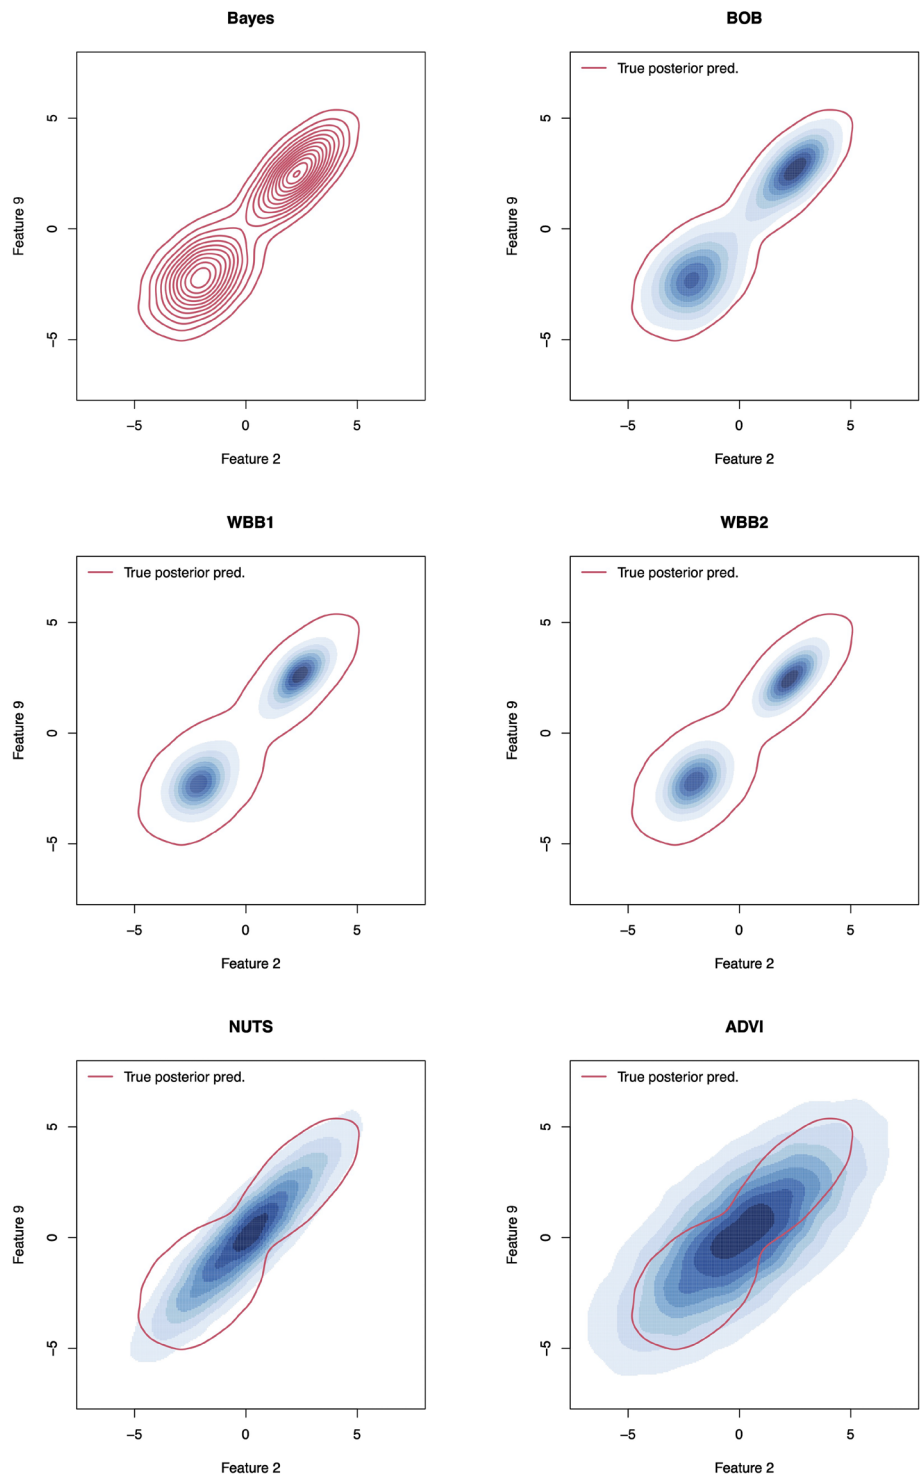 Bayes
5
0
−5
Feature 9
−5 0 5
Feature 2
BOB
True posterior pred.
5
0
−5
Feature 9
−5 0 5
Feature 2
WBB1
True posterior pred.
5
0
−5
Feature 9
−5 0 5
Feature 2
WBB2
True posterior pred.
5
0
−5
Feature 9
−5 0 5
Feature 2
NUTS
True posterior pred.
5
0
−5
Feature 9
−5 0 5
Feature 2
ADVI
True posterior pred.
5
0
−5
Feature 9
−5 0 5
Feature 2